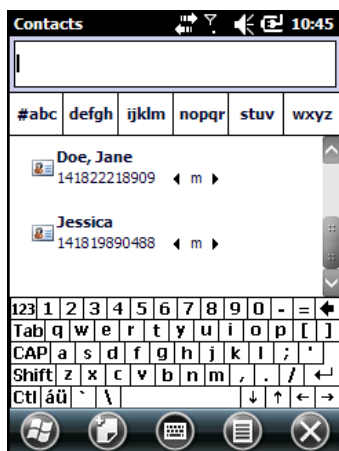 Contacts 10:45
#abc defgh ijklm nopqr stuv wxyz
Doe, Jane
141822218909 m
Jessica
141819890488 m
123 1 2 3 4 5 6 7 8 9 0 - =
Tab q w e r t y u i o p [ ]
CAP a s d f g h j k l ; '
Shift z x c v b n m , . /
Ctl áü ` \